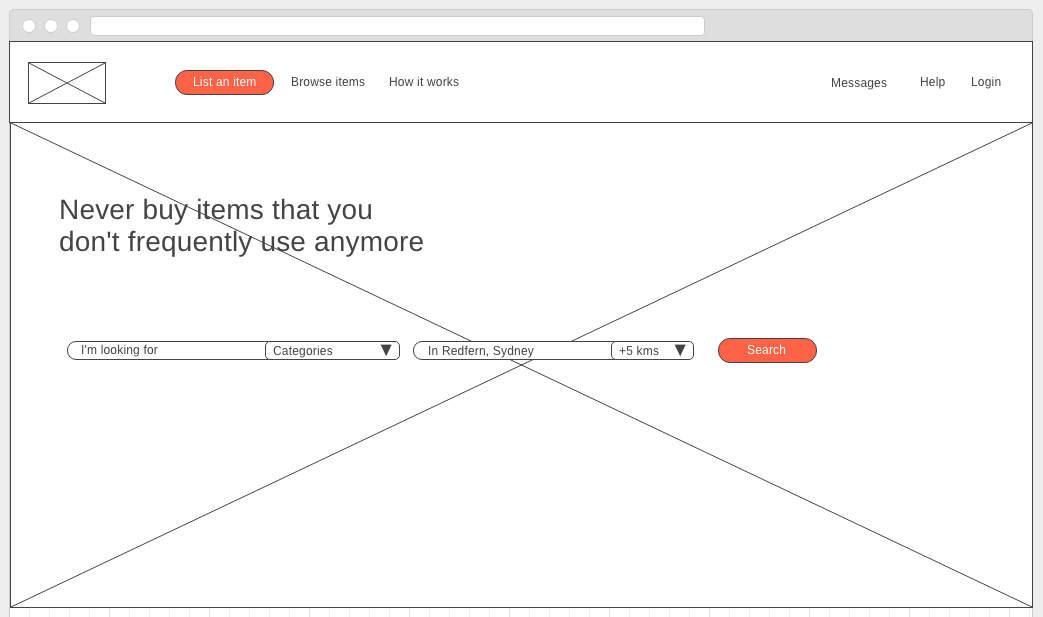 List an item
Browse items
How it works
Messages
Help
Login
Never buy items that you
don't frequently use anymore
I'm looking for
Categories
In Redfern, Sydney
+5 kms
Search